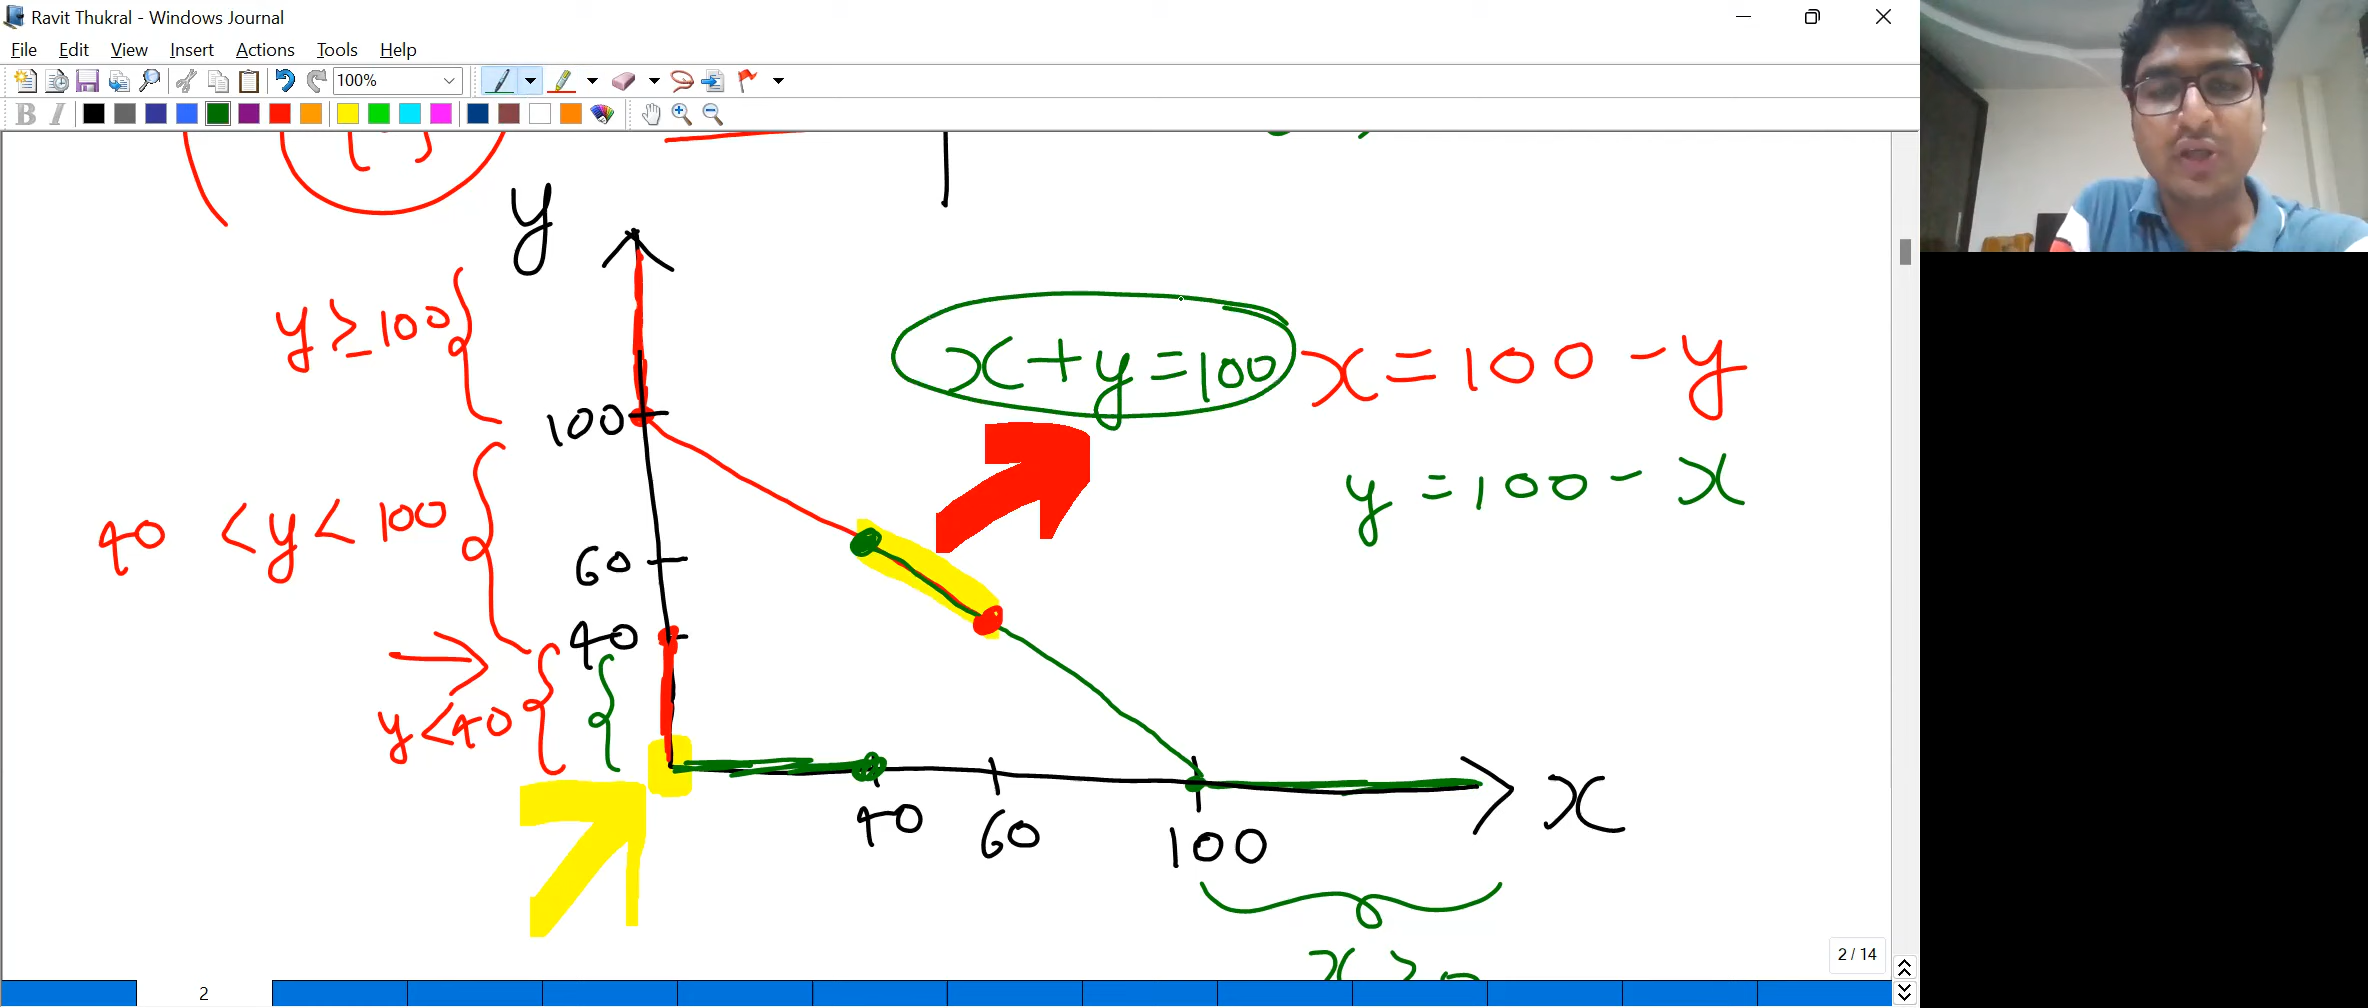 Ravit Thukral - Windows Journal
File Edit View Insert Actions Tools Help
100%
B I
y
y ≥ 100
x + y = 100
x = 100 - y
100
y = 100 - x
40 < y < 100
60
40
y < 40
x
40
60
100
2 / 14
2